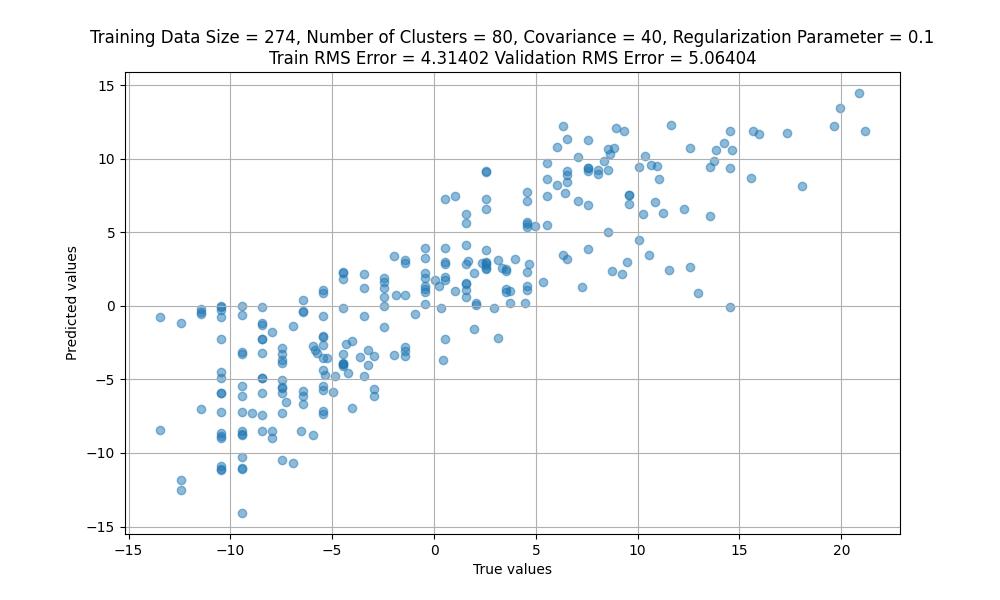 Training Data Size = 274, Number of Clusters = 80, Covariance = 40, Regularization Parameter = 0.1
Train RMS Error = 4.31402 Validation RMS Error = 5.06404
15
10
5
0
−5
−10
−15
Predicted values
−15 −10 −5 0 5 10 15 20
True values